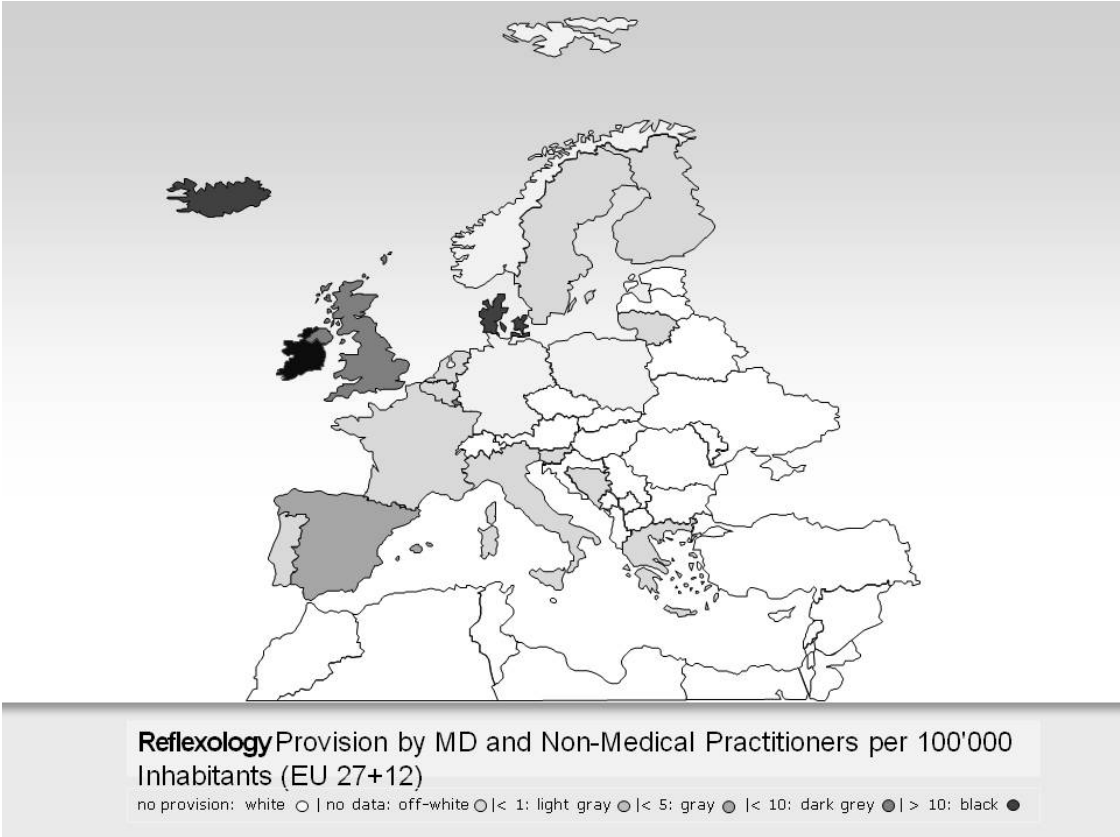 Reflexology Provision by MD and Non-Medical Practitioners per 100'000
Inhabitants (EU 27+12)
no provision: white | no data: off-white |< 1: light gray |< 5: gray |< 10: dark grey | > 10: black